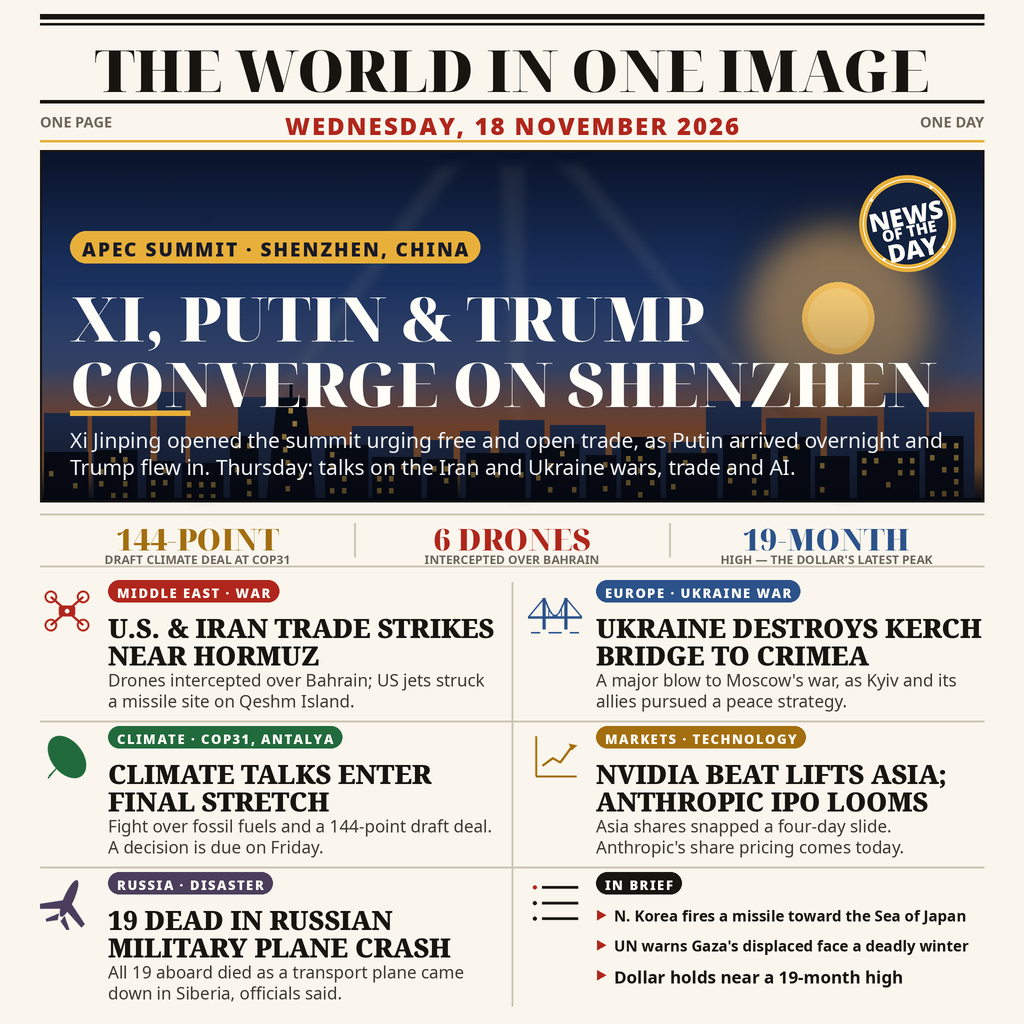 THE WORLD IN ONE IMAGE
ONE PAGE
WEDNESDAY, 18 NOVEMBER 2026
ONE DAY
NEWS
OF THE
DAY
APEC SUMMIT · SHENZHEN, CHINA
XI, PUTIN & TRUMP
CONVERGE ON SHENZHEN
Xi Jinping opened the summit urging free and open trade, as Putin arrived overnight and
Trump flew in. Thursday: talks on the Iran and Ukraine wars, trade and AI.
144-POINT
DRAFT CLIMATE DEAL AT COP31
6 DRONES
INTERCEPTED OVER BAHRAIN
19-MONTH
HIGH — THE DOLLAR'S LATEST PEAK
MIDDLE EAST · WAR
U.S. & IRAN TRADE STRIKES
NEAR HORMUZ
Drones intercepted over Bahrain; US jets struck
a missile site on Qeshm Island.
EUROPE · UKRAINE WAR
UKRAINE DESTROYS KERCH
BRIDGE TO CRIMEA
A major blow to Moscow's war, as Kyiv and its
allies pursued a peace strategy.
CLIMATE · COP31, ANTALYA
CLIMATE TALKS ENTER
FINAL STRETCH
Fight over fossil fuels and a 144-point draft deal.
A decision is due on Friday.
MARKETS · TECHNOLOGY
NVIDIA BEAT LIFTS ASIA;
ANTHROPIC IPO LOOMS
Asia shares snapped a four-day slide.
Anthropic's share pricing comes today.
RUSSIA · DISASTER
19 DEAD IN RUSSIAN
MILITARY PLANE CRASH
All 19 aboard died as a transport plane came
down in Siberia, officials said.
IN BRIEF
N. Korea fires a missile toward the Sea of Japan
UN warns Gaza's displaced face a deadly winter
Dollar holds near a 19-month high